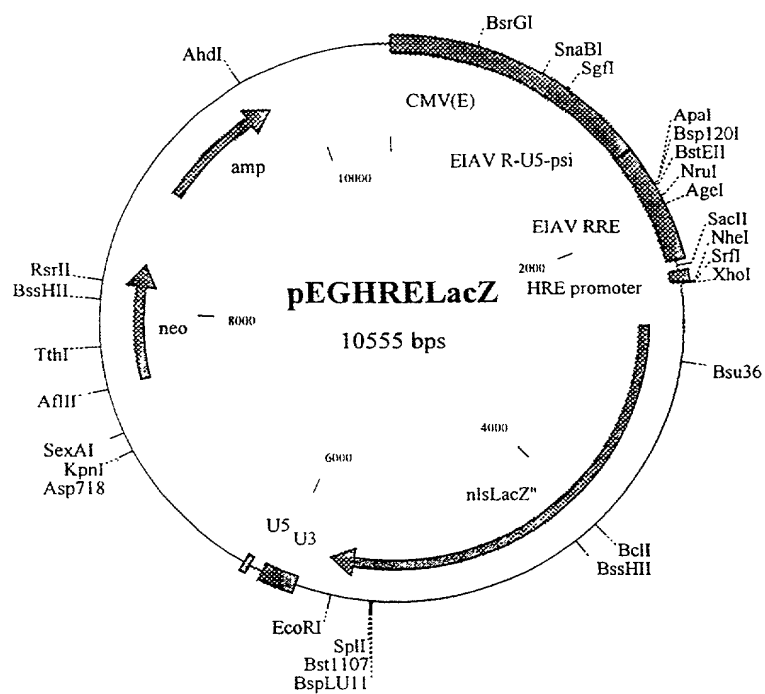 BsrGI
SnaBI
SgfI
AhdI
CMV(E)
ApaI
Bsp120I
BstEII
NruI
AgeI
amp
10000
EIAV R-U5-psi
EIAV RRE
SacII
NheI
SrfI
XhoI
2000
HRE promoter
RsrII
BssHII
pEGHRELacZ
10555 bps
neo
8000
TthI
Bsu36
AflII
4000
SexAI
KpnI
Asp718
6000
nlsLacZ"
U5
U3
BclI
BssHII
EcoRI
SplI
Bst1107
BspLU11